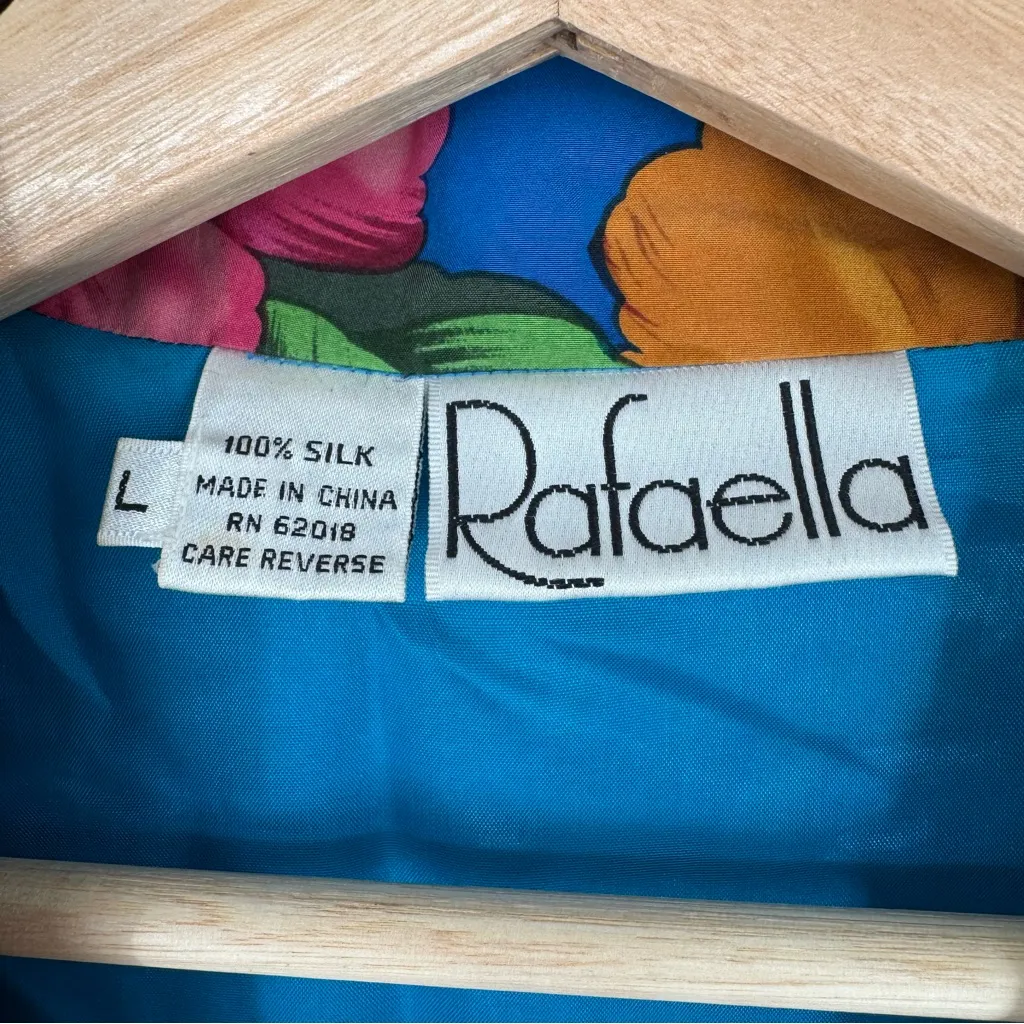 L
100% SILK
MADE IN CHINA
RN 62018
CARE REVERSE
Rafaella